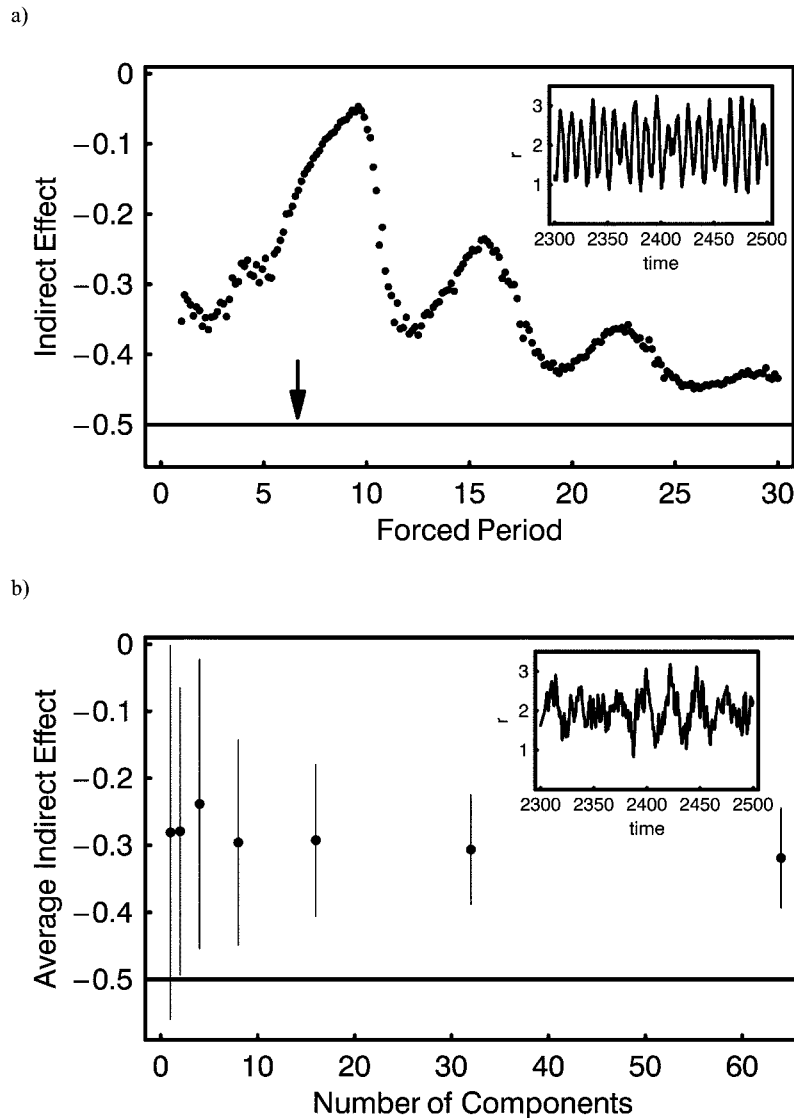 a)
0
−0.1
−0.2
−0.3
−0.4
−0.5
Indirect Effect
0 5 10 15 20 25 30
Forced Period
3
2
1
r
2300 2350 2400 2450 2500
time
b)
0
−0.1
−0.2
−0.3
−0.4
−0.5
Average Indirect Effect
0 10 20 30 40 50 60
Number of Components
3
2
1
r
2300 2350 2400 2450 2500
time